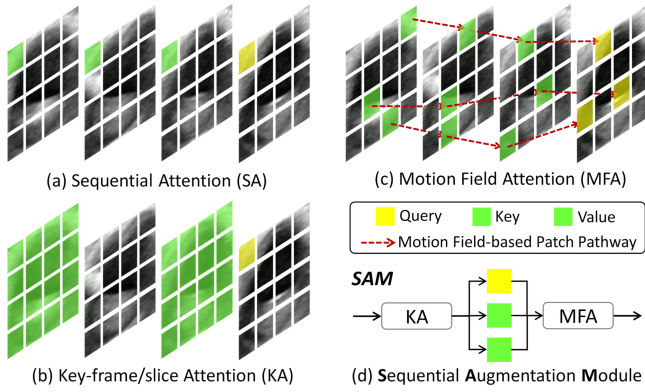 (a) Sequential Attention (SA)
(c) Motion Field Attention (MFA)
Query Key Value
Motion Field-based Patch Pathway
SAM
KA MFA
(b) Key-frame/slice Attention (KA)
(d) Sequential Augmentation Module